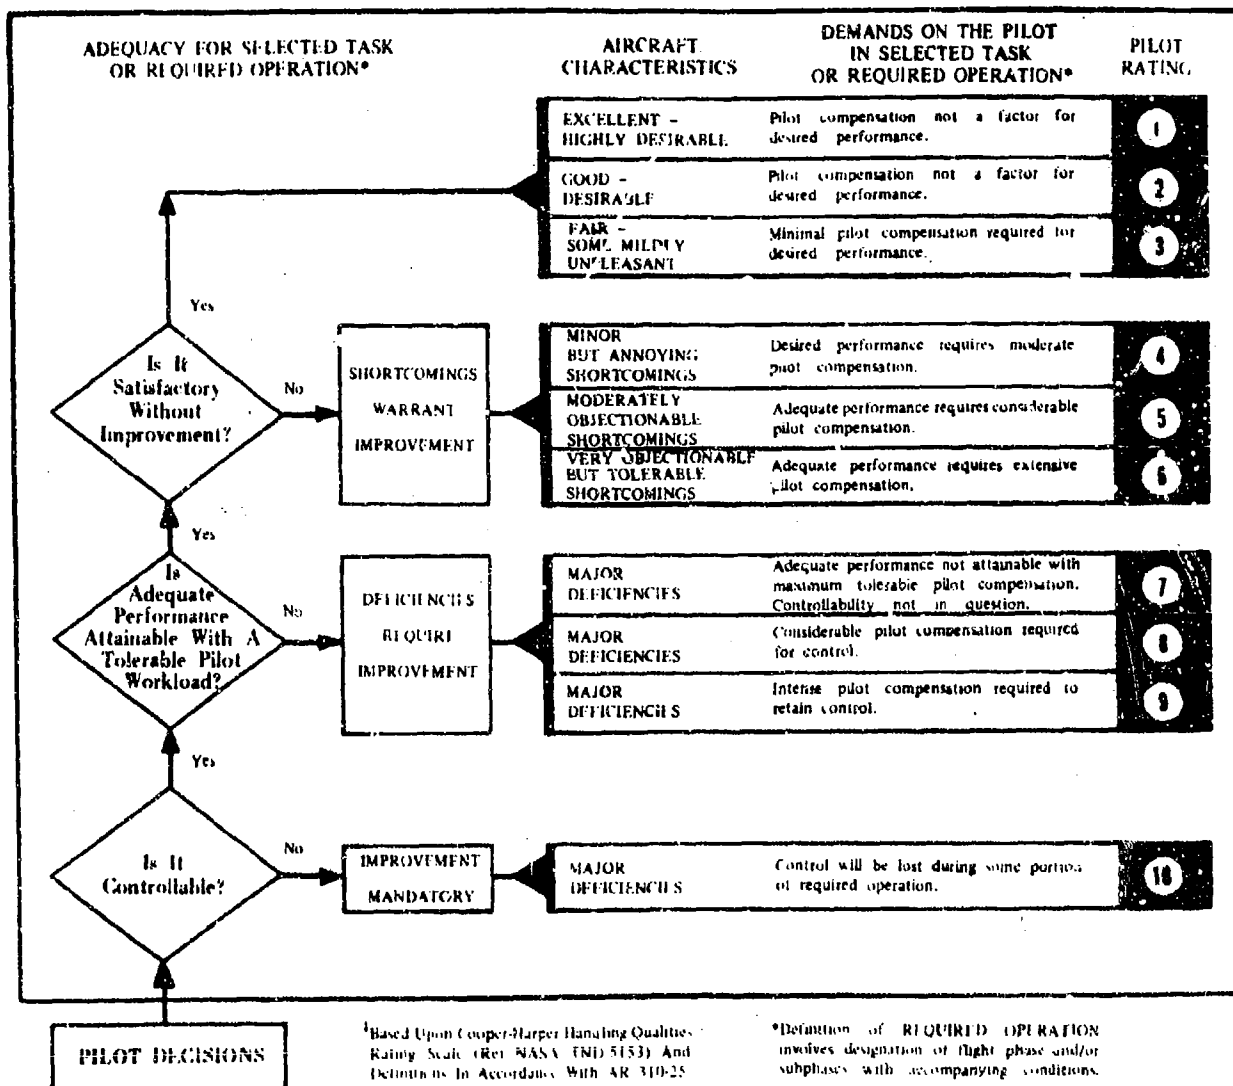 ADEQUACY FOR SELECTED TASK
OR REQUIRED OPERATION*
AIRCRAFT
CHARACTERISTICS
DEMANDS ON THE PILOT
IN SELECTED TASK
OR REQUIRED OPERATION*
PILOT
RATING
EXCELLENT –
HIGHLY DESIRABLE
Pilot compensation not a factor for
desired performance.
1
GOOD –
DESIRABLE
Pilot compensation not a factor for
desired performance.
2
FAIR –
SOME MILDLY
UNPLEASANT
Minimal pilot compensation required for
desired performance.
3
Yes
Is It
Satisfactory
Without
Improvement?
No
SHORTCOMINGS
WARRANT
IMPROVEMENT
MINOR
BUT ANNOYING
SHORTCOMINGS
Desired performance requires moderate
pilot compensation.
4
MODERATELY
OBJECTIONABLE
SHORTCOMINGS
Adequate performance requires considerable
pilot compensation.
5
VERY OBJECTIONABLE
BUT TOLERABLE
SHORTCOMINGS
Adequate performance requires extensive
pilot compensation.
6
Yes
Is
Adequate
Performance
Attainable With A
Tolerable Pilot
Workload?
No
DEFICIENCIES
REQUIRE
IMPROVEMENT
MAJOR
DEFICIENCIES
Adequate performance not attainable with
maximum tolerable pilot compensation.
Controllability not in question.
7
MAJOR
DEFICIENCIES
Considerable pilot compensation required
for control.
8
MAJOR
DEFICIENCIES
Intense pilot compensation required to
retain control.
9
Yes
Is It
Controllable?
No
IMPROVEMENT
MANDATORY
MAJOR
DEFICIENCIES
Control will be lost during some portion
of required operation.
10
PILOT DECISIONS
Based Upon Cooper-Harper Handling Qualities
Rating Scale (Ref NASA TND-5153) And
Definitions In Accordance With AR 310-25
*Definition of REQUIRED OPERATION
involves designation of flight phase and/or
subphases with accompanying conditions.